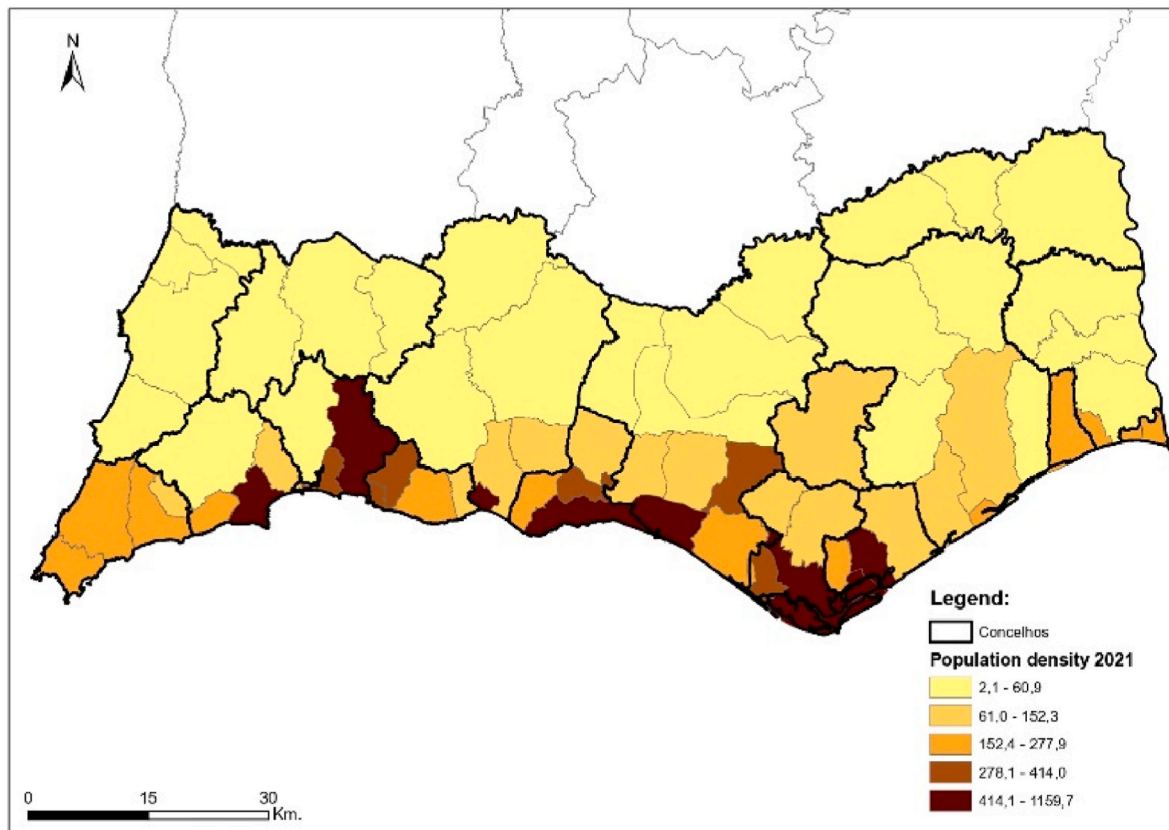 N
Legend:
Concelhos
Population density 2021
2,1 - 60,9
61,0 - 152,3
152,4 - 277,9
278,1 - 414,0
414,1 - 1159,7
0 15 30
Km.